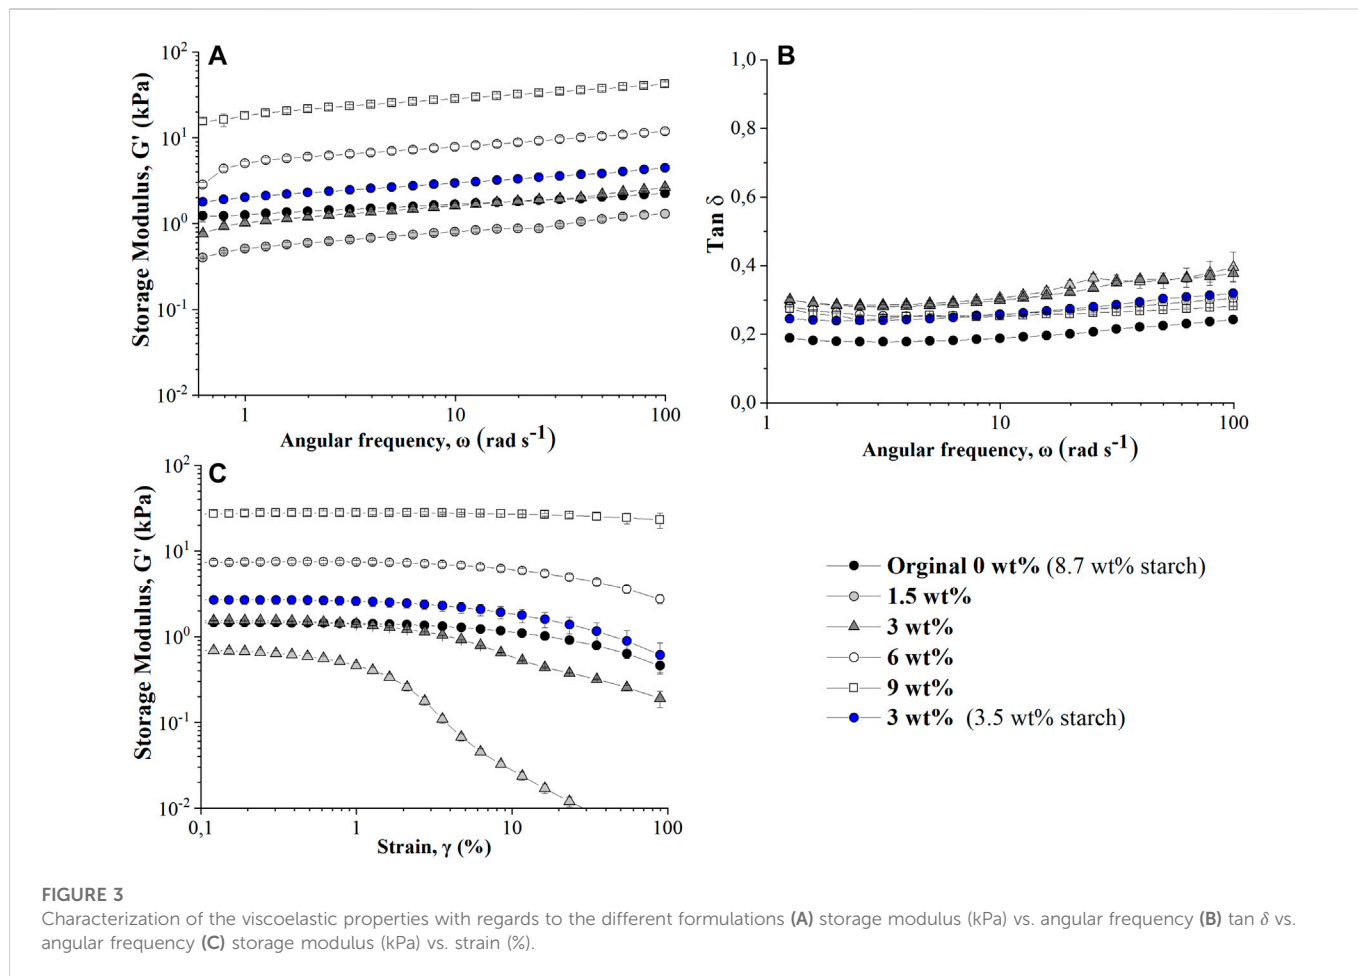 A
10²
10¹
10⁰
10⁻¹
10⁻²
Storage Modulus, G' (kPa)
1
10
100
Angular frequency, ω (rad s⁻¹)
B
1,0
0,8
0,6
0,4
0,2
0,0
Tan δ
1
10
100
Angular frequency, ω (rad s⁻¹)
C
10²
10¹
10⁰
10⁻¹
10⁻²
Storage Modulus, G' (kPa)
0,1
1
10
100
Strain, γ (%)
Orginal 0 wt% (8.7 wt% starch)
1.5 wt%
3 wt%
6 wt%
9 wt%
3 wt% (3.5 wt% starch)
FIGURE 3
Characterization of the viscoelastic properties with regards to the different formulations (A) storage modulus (kPa) vs. angular frequency (B) tan δ vs.
angular frequency (C) storage modulus (kPa) vs. strain (%).